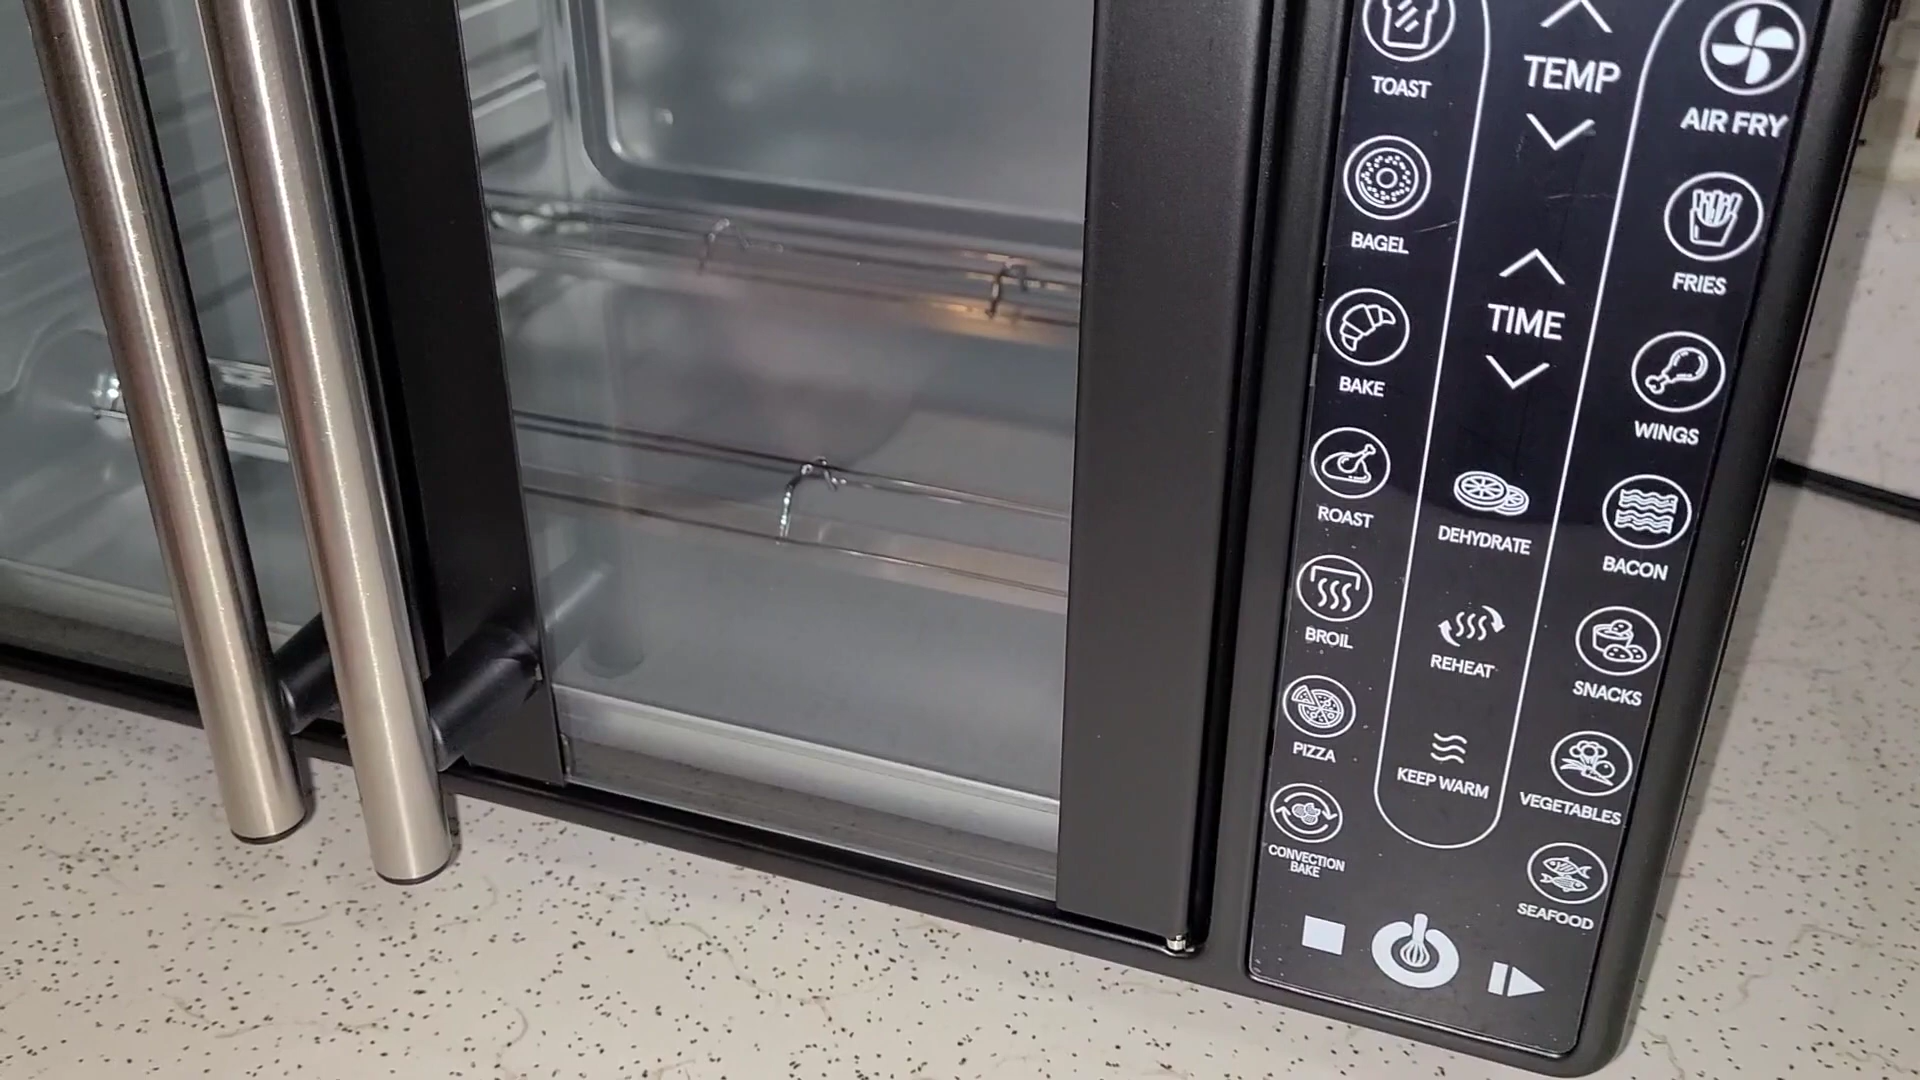 TOAST
BAGEL
BAKE
ROAST
BROIL
PIZZA
CONVECTION
BAKE
TEMP
TIME
DEHYDRATE
REHEAT
KEEP WARM
AIR FRY
FRIES
WINGS
BACON
SNACKS
VEGETABLES
SEAFOOD